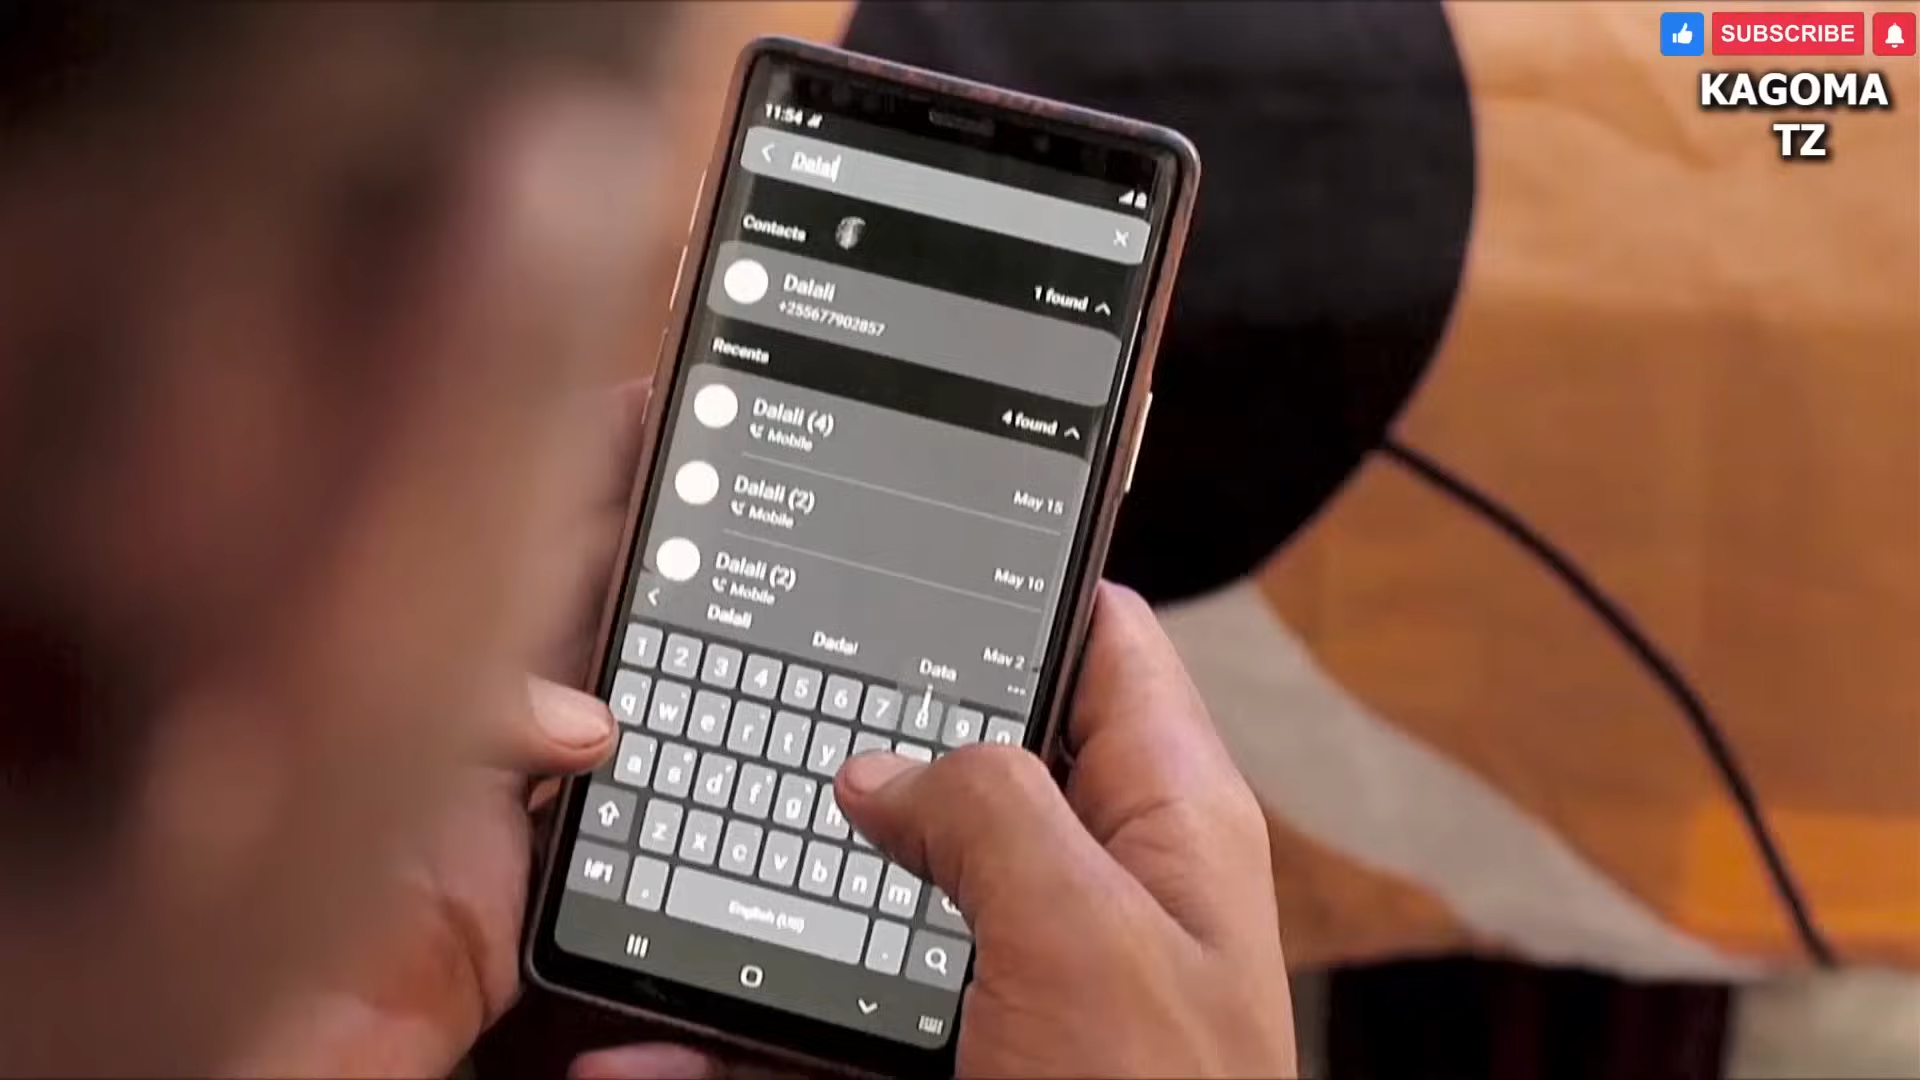 SUBSCRIBE
KAGOMA
TZ
11:54
Dalal
Contacts
1 found
Dalali
+255677902857
Recents
4 found
Dalali (4)
Mobile
May 15
Dalali (2)
Mobile
May 10
Dalali (2)
Mobile
May 2
Dalali
Dadal
Data
1 2 3 4 5 6 7 8 9 0
q w e r t y
a s d f g h
z x c v b n m
!#1
,
English (US)
.